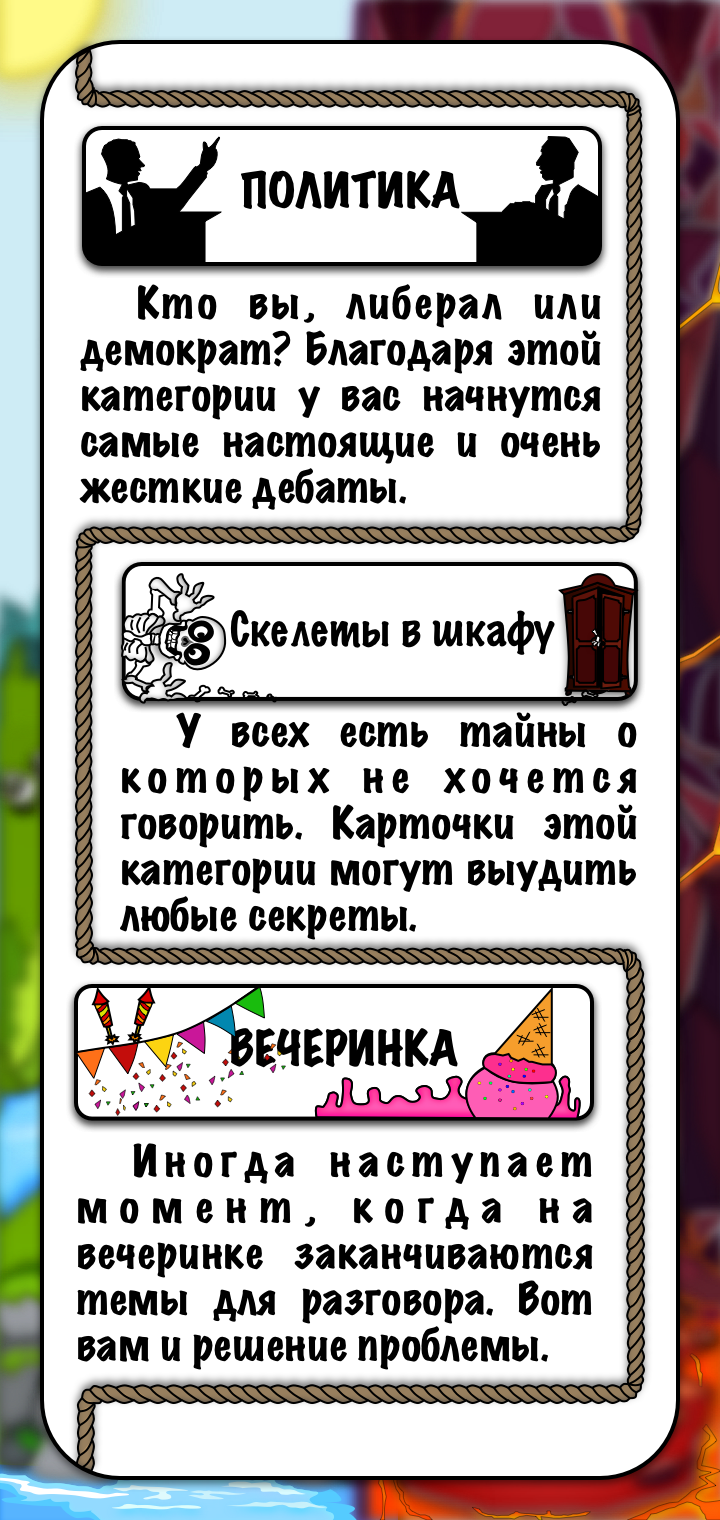 ПОЛИТИКА
Кто вы, либерал или
демократ? Благодаря этой
категории у вас начнутся
самые настоящие и очень
жесткие дебаты.
Скелеты в шкафу
У всех есть тайны о
которых не хочется
говорить. Карточки этой
категории могут выудить
любые секреты.
ВЕЧЕРИНКА
Иногда наступает
момент, когда на
вечеринке заканчиваются
темы для разговора. Вот
вам и решение проблемы.